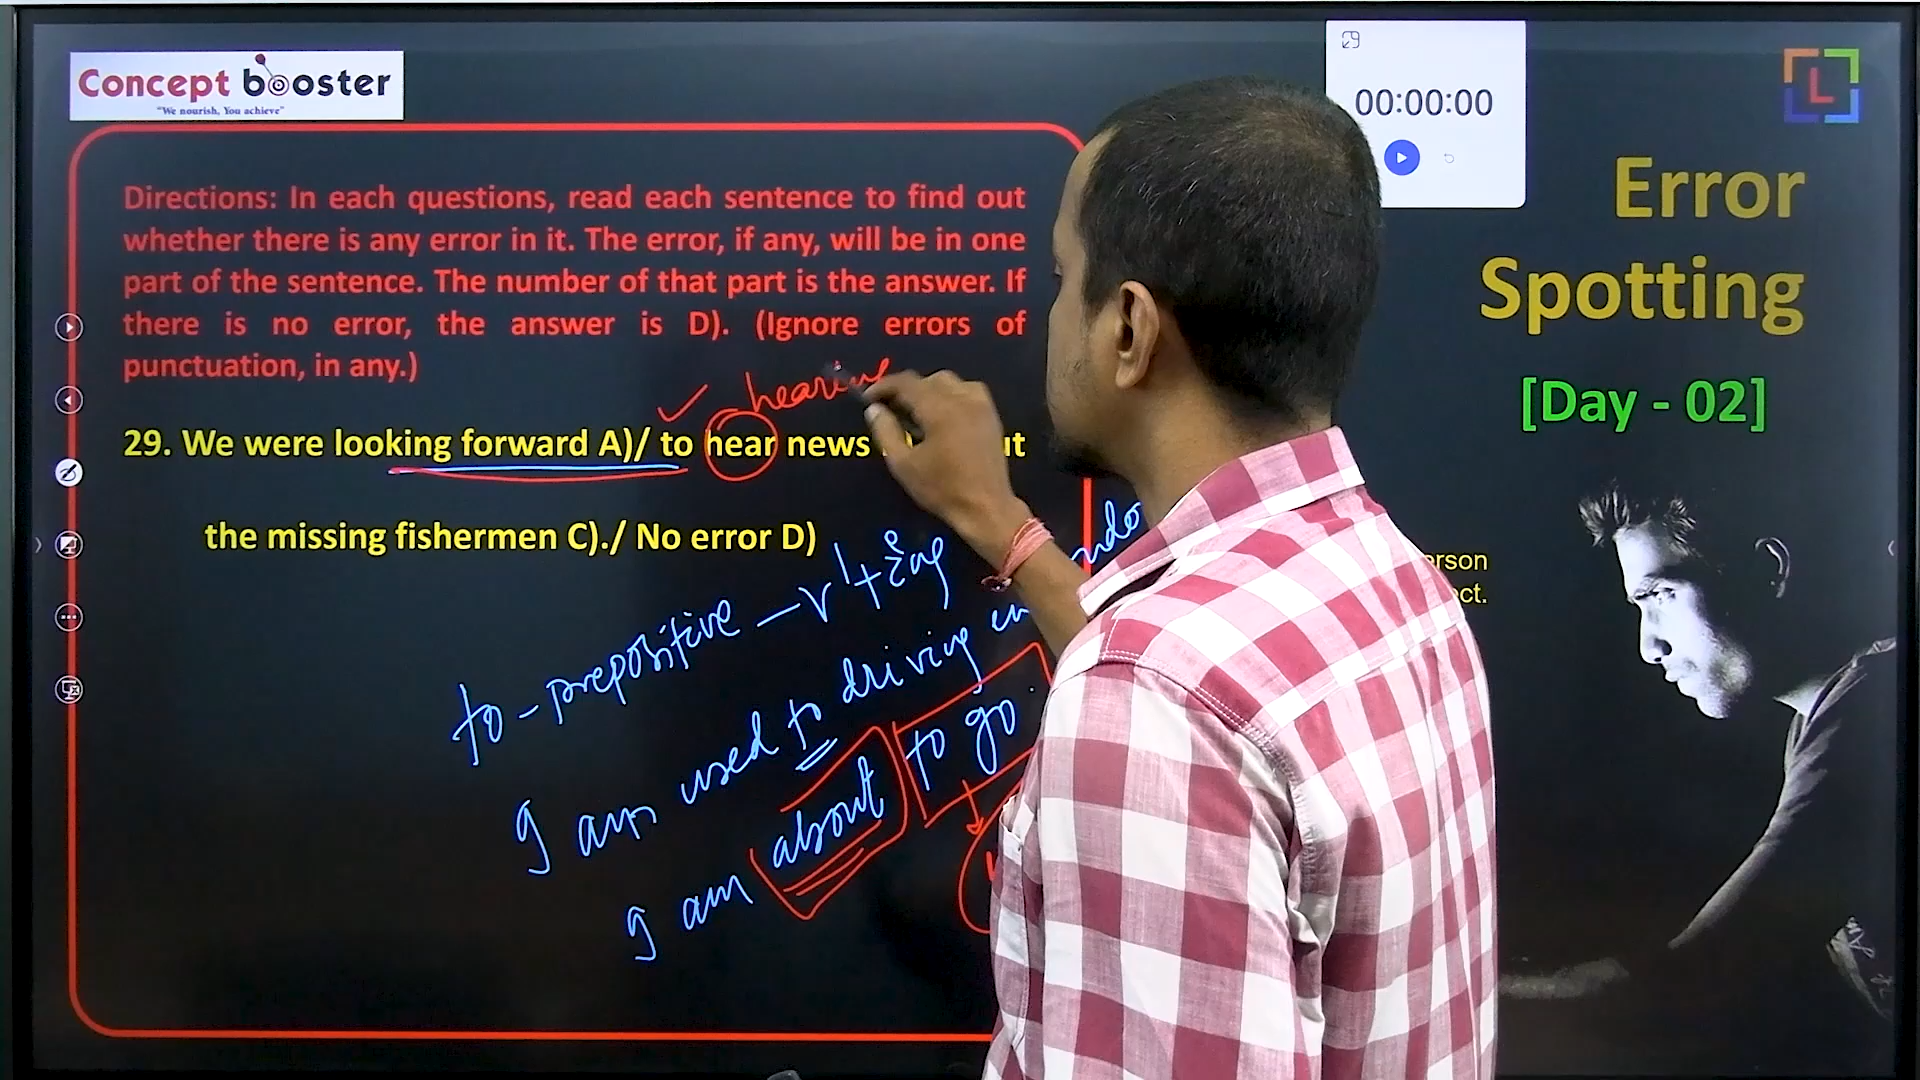 Concept booster
"We nourish, You achieve"
00:00:00
L
Error
Spotting
[Day - 02]
Directions: In each questions, read each sentence to find out
whether there is any error in it. The error, if any, will be in one
part of the sentence. The number of that part is the answer. If
there is no error, the answer is D). (Ignore errors of
punctuation, in any.)
hearing
29. We were looking forward A)/ to hear news
the missing fishermen C)./ No error D)
to - prepositive - v1 + ing
I am used to driving
I am about to go.